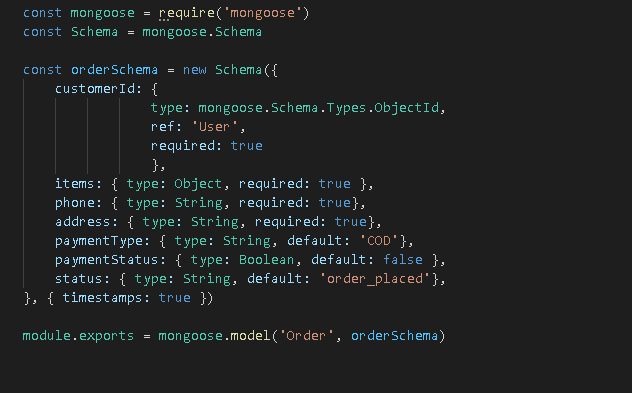 const mongoose = require('mongoose')
const Schema = mongoose.Schema
const orderSchema = new Schema({
customerId: {
type: mongoose.Schema.Types.ObjectId,
ref: 'User',
required: true
},
items: { type: Object, required: true },
phone: { type: String, required: true},
address: { type: String, required: true},
paymentType: { type: String, default: 'COD'},
paymentStatus: { type: Boolean, default: false },
status: { type: String, default: 'order_placed'},
}, { timestamps: true })
module.exports = mongoose.model('Order', orderSchema)